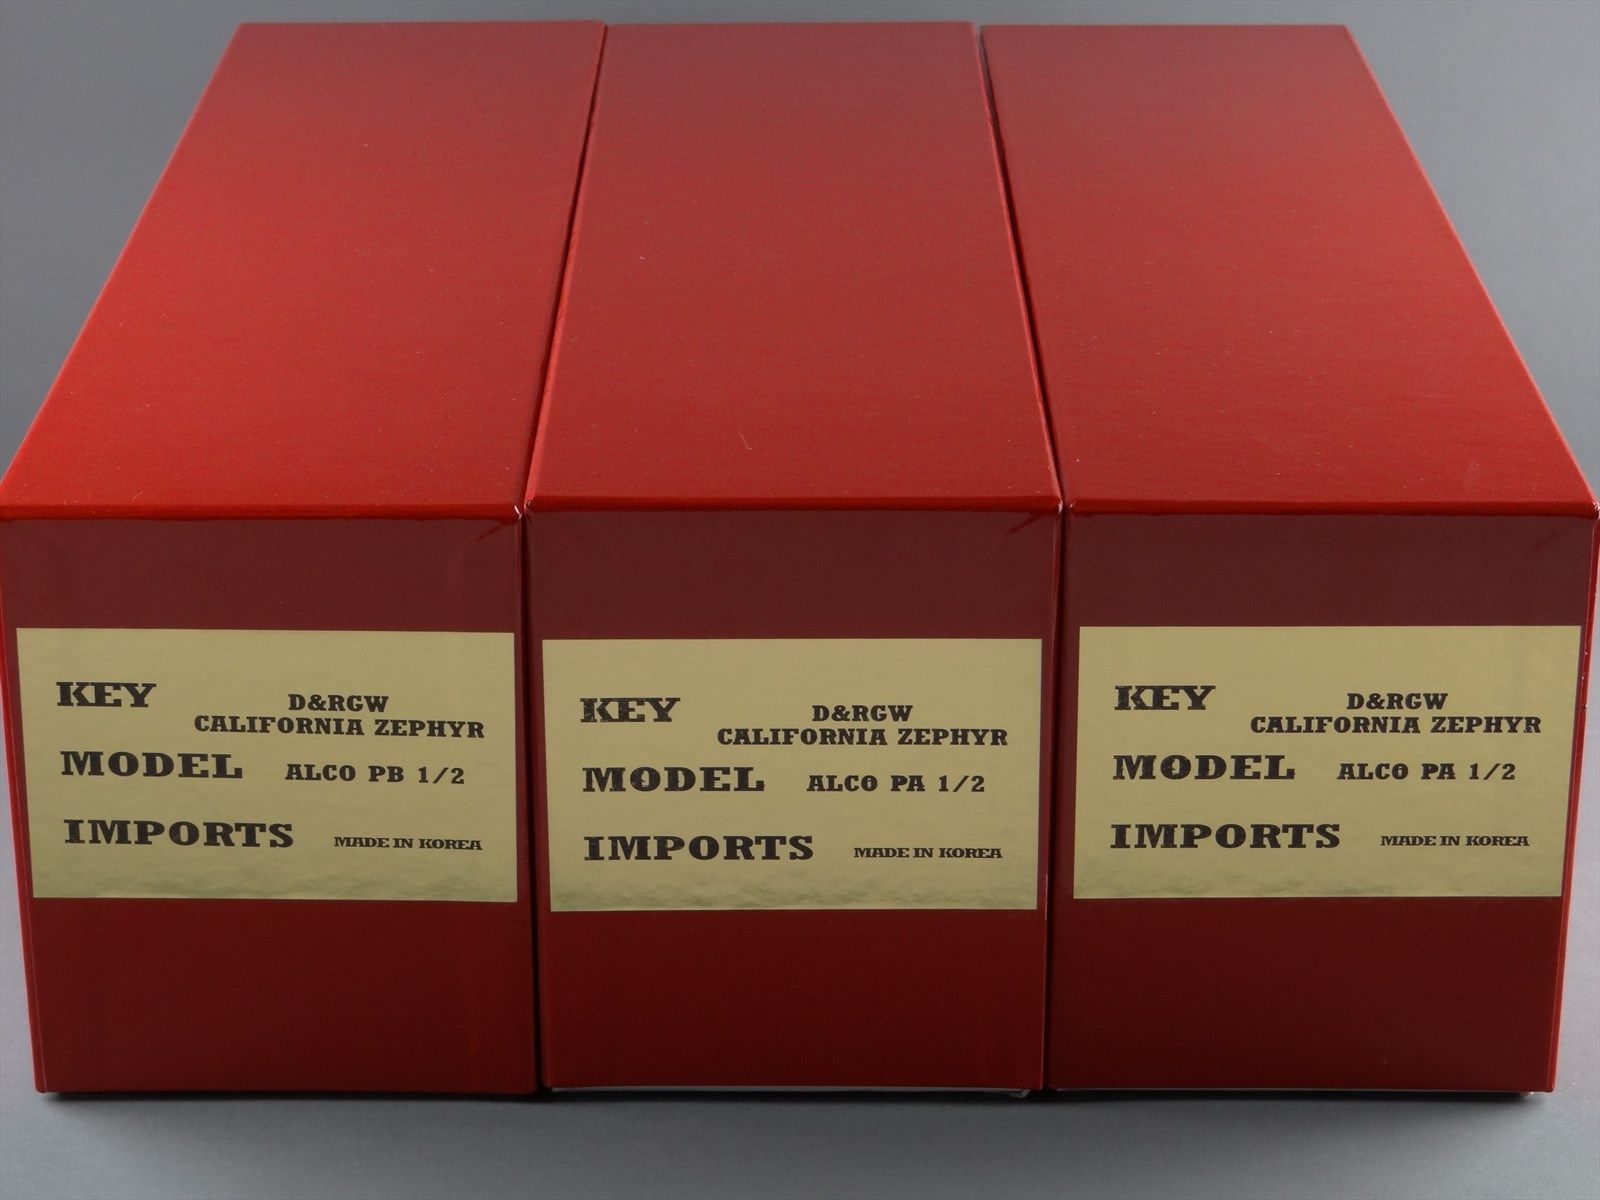 KEY
D&RGW
CALIFORNIA ZEPHYR
MODEL ALCO PB 1/2
IMPORTS MADE IN KOREA
KEY
D&RGW
CALIFORNIA ZEPHYR
MODEL ALCO PA 1/2
IMPORTS MADE IN KOREA
KEY
D&RGW
CALIFORNIA ZEPHYR
MODEL ALCO PA 1/2
IMPORTS MADE IN KOREA